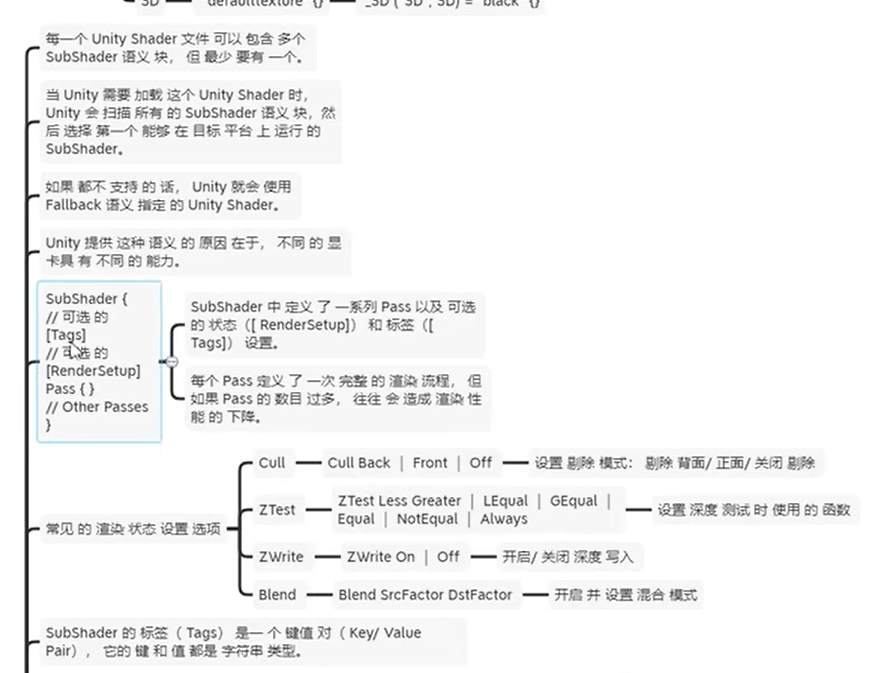 3D defaulttexture" {} _3D ("3D", 3D) = "black" {}
每一个 Unity Shader 文件 可以 包含 多个
SubShader 语义 块， 但 最少 要有 一个。
当 Unity 需要 加载 这个 Unity Shader 时，
Unity 会 扫描 所有 的 SubShader 语义 块，然
后 选择 第一个 能够 在 目标 平台 上 运行 的
SubShader。
如果 都不 支持 的 话， Unity 就会 使用
Fallback 语义 指定 的 Unity Shader。
Unity 提供 这种 语义 的 原因 在于， 不同 的 显
卡具 有 不同 的 能力。
SubShader {
// 可选 的
[Tags]
// 可选 的
[RenderSetup]
Pass { }
// Other Passes
}
SubShader 中 定义 了 一系列 Pass 以及 可选
的 状态（[ RenderSetup]） 和 标签（[
Tags]） 设置。
每个 Pass 定义 了 一次 完整 的 渲染 流程， 但
如果 Pass 的 数目 过多， 往往 会 造成 渲染 性
能 的 下降。
常见 的 渲染 状态 设置 选项
Cull Cull Back | Front | Off 设置 剔除 模式： 剔除 背面/ 正面/ 关闭 剔除
ZTest ZTest Less Greater | LEqual | GEqual |
Equal | NotEqual | Always 设置 深度 测试 时 使用 的 函数
ZWrite ZWrite On | Off 开启/ 关闭 深度 写入
Blend Blend SrcFactor DstFactor 开启 并 设置 混合 模式
SubShader 的 标签（ Tags） 是一 个 键值 对（ Key/ Value
Pair）， 它的 键 和 值 都是 字符串 类型。